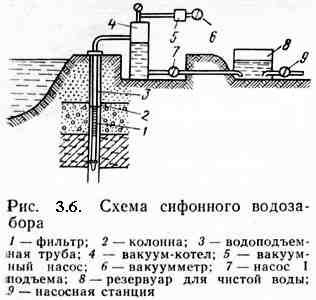 4
5
6
7
8
9
3
2
1
Рис. 3.6. Схема сифонного водоза-
бора
1 — фильтр; 2 — колонна; 3 — водоподъем-
ная труба; 4 — вакуум-котел; 5 — вакуум-
ный насос; 6 — вакуумметр; 7 — насос I
подъема; 8 — резервуар для чистой воды;
9 — насосная станция